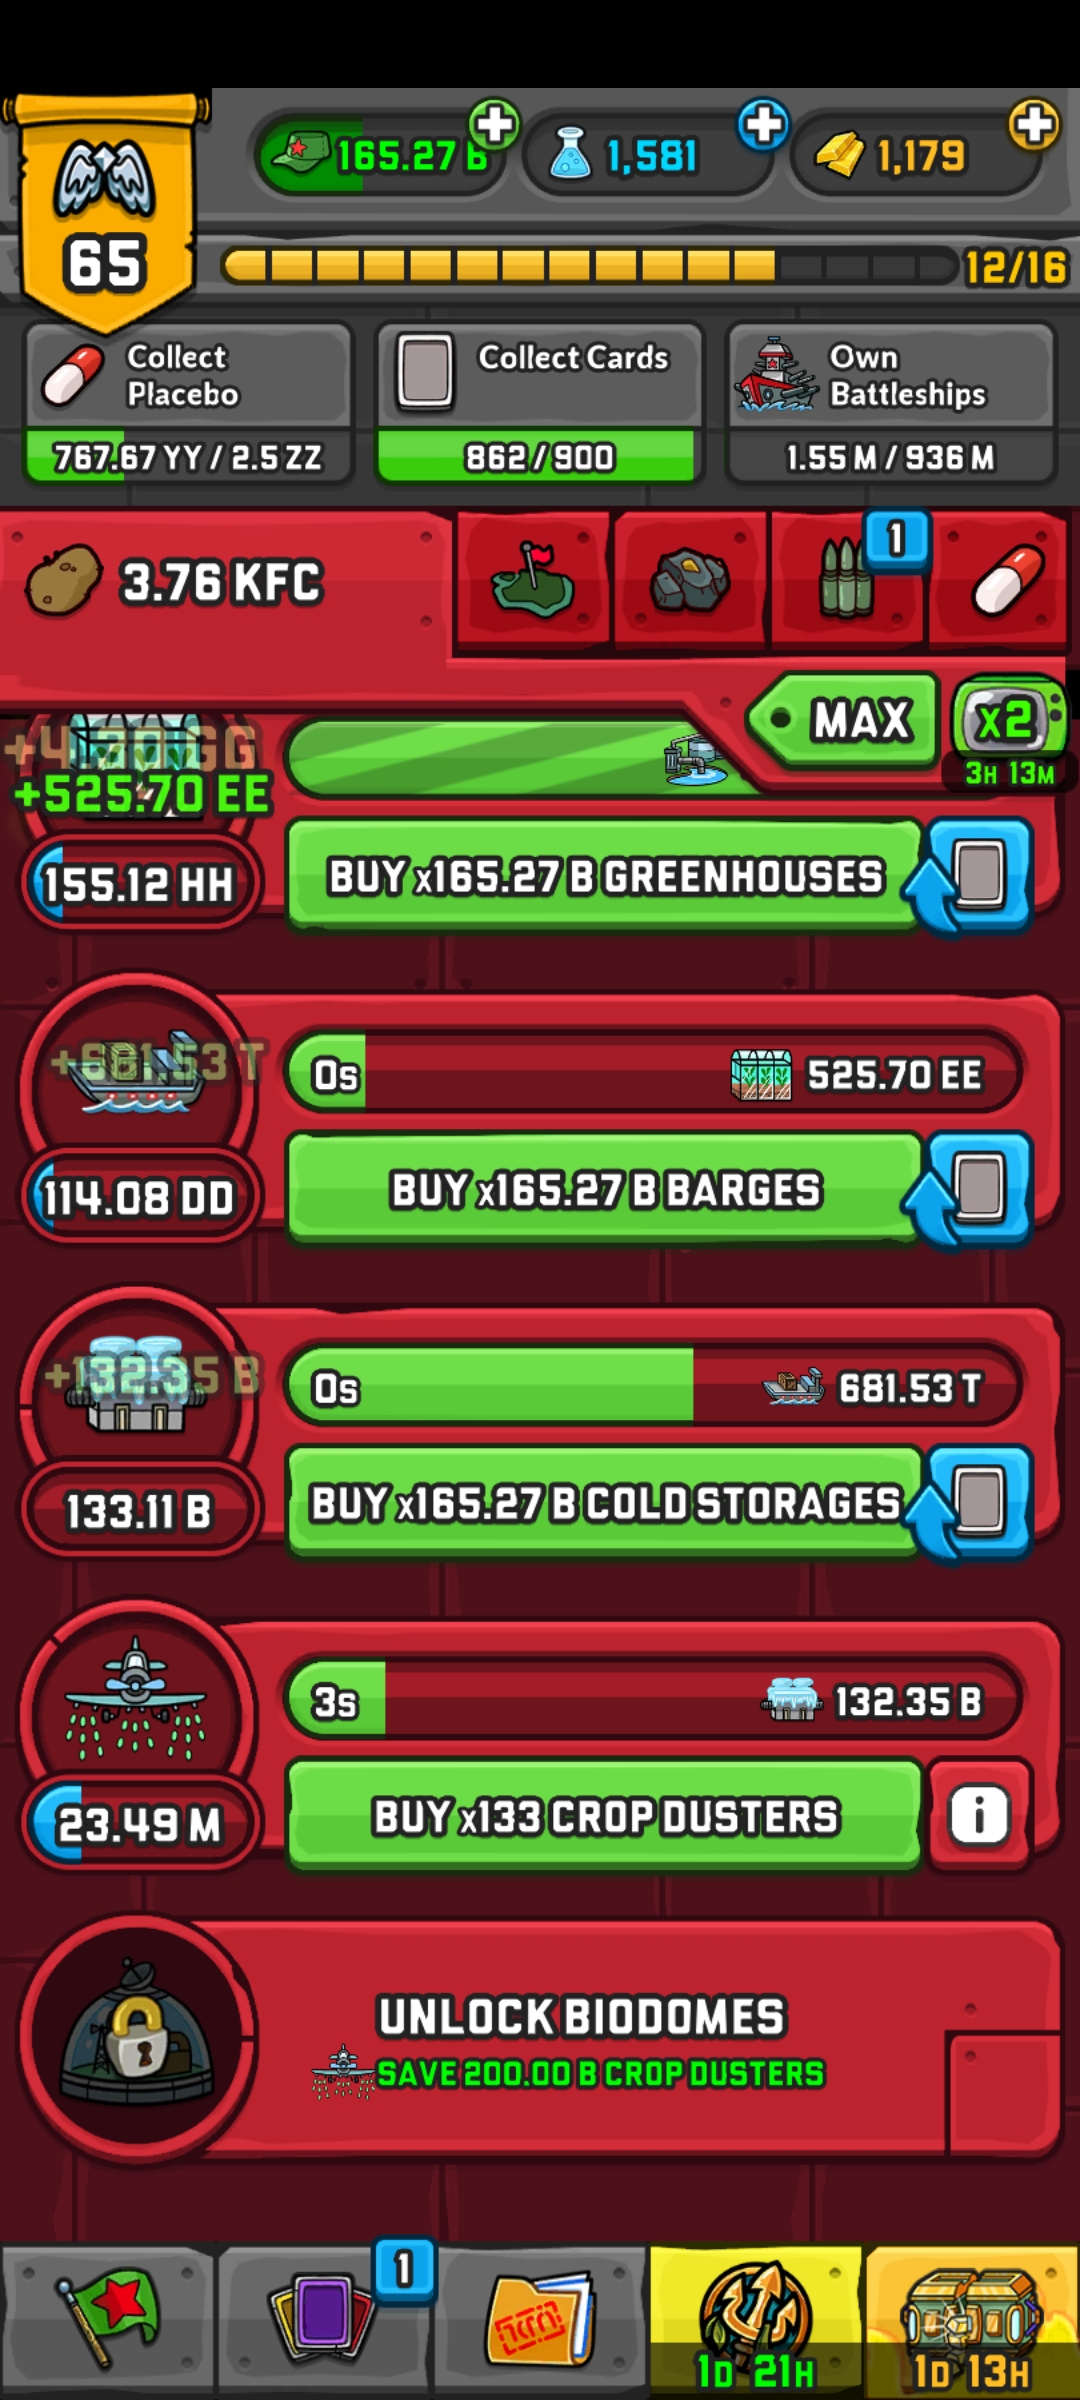 165.27 B
1,581
1,179
65
12/16
Collect
Placebo
Collect Cards
Own
Battleships
767.67 YY / 2.5 ZZ
862/900
1.55 M / 936 M
3.76 KFC
1
MAX
x2
3H 13M
+525.70 EE
155.12 HH
BUY x165.27 B GREENHOUSES
+681.53 T
0s
525.70 EE
114.08 DD
BUY x165.27 B BARGES
+132.35 B
0s
681.53 T
133.11 B
BUY x165.27 B COLD STORAGES
3s
132.35 B
23.49 M
BUY x133 CROP DUSTERS
i
UNLOCK BIODOMES
SAVE 200.00 B CROP DUSTERS
1
1D 21H
1D 13H